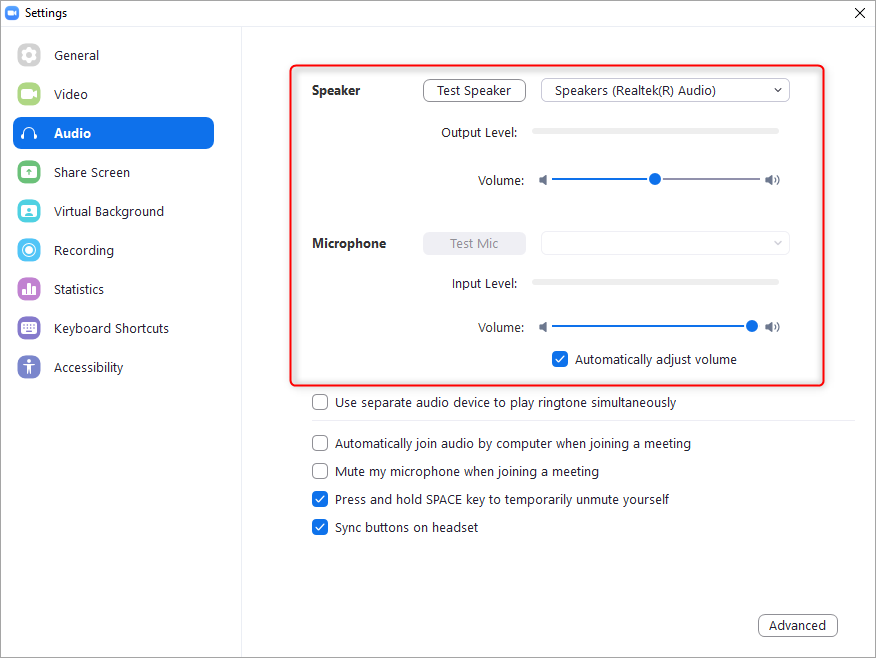 Settings
General
Video
Audio
Share Screen
Virtual Background
Recording
Statistics
Keyboard Shortcuts
Accessibility
Speaker
Test Speaker
Speakers (Realtek(R) Audio)
Output Level:
Volume:
Microphone
Test Mic
Input Level:
Volume:
Automatically adjust volume
Use separate audio device to play ringtone simultaneously
Automatically join audio by computer when joining a meeting
Mute my microphone when joining a meeting
Press and hold SPACE key to temporarily unmute yourself
Sync buttons on headset
Advanced